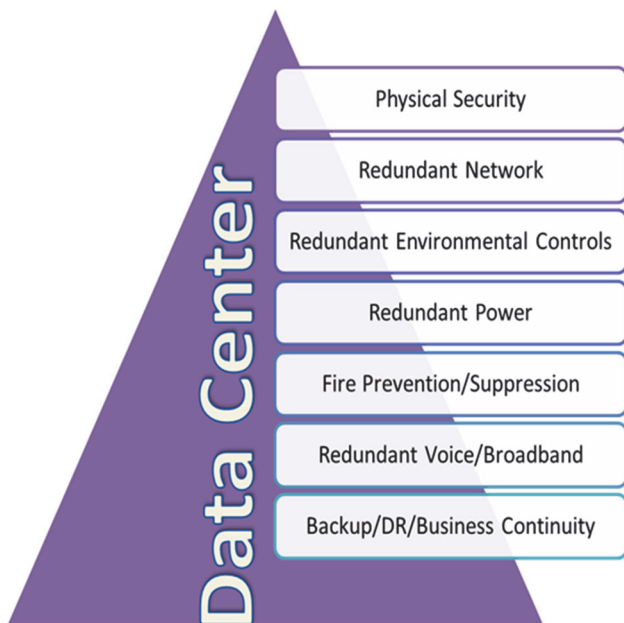 Data Center
Physical Security
Redundant Network
Redundant Environmental Controls
Redundant Power
Fire Prevention/Suppression
Redundant Voice/Broadband
Backup/DR/Business Continuity